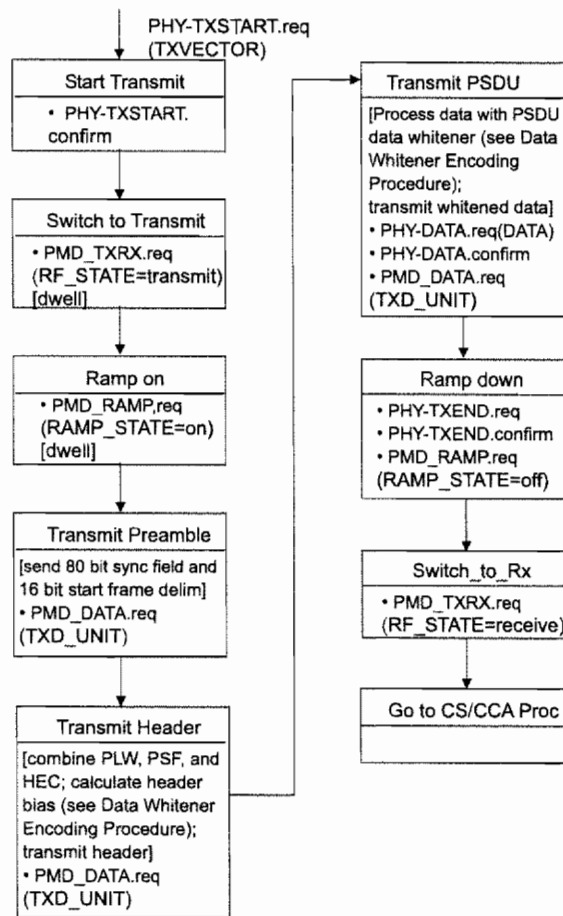 PHY-TXSTART.req
(TXVECTOR)
Start Transmit
• PHY-TXSTART.
confirm
Switch to Transmit
• PMD_TXRX.req
(RF_STATE=transmit)
[dwell]
Ramp on
• PMD_RAMP,req
(RAMP_STATE=on)
[dwell]
Transmit Preamble
[send 80 bit sync field and
16 bit start frame delim]
• PMD_DATA.req
(TXD_UNIT)
Transmit Header
[combine PLW, PSF, and
HEC; calculate header
bias (see Data Whitener
Encoding Procedure);
transmit header]
• PMD_DATA.req
(TXD_UNIT)
Transmit PSDU
[Process data with PSDU
data whitener (see Data
Whitener Encoding
Procedure);
transmit whitened data]
• PHY-DATA.req(DATA)
• PHY-DATA.confirm
• PMD_DATA.req
(TXD_UNIT)
Ramp down
• PHY-TXEND.req
• PHY-TXEND.confirm
• PMD_RAMP.req
(RAMP_STATE=off)
Switch_to_Rx
• PMD_TXRX.req
(RF_STATE=receive)
Go to CS/CCA Proc